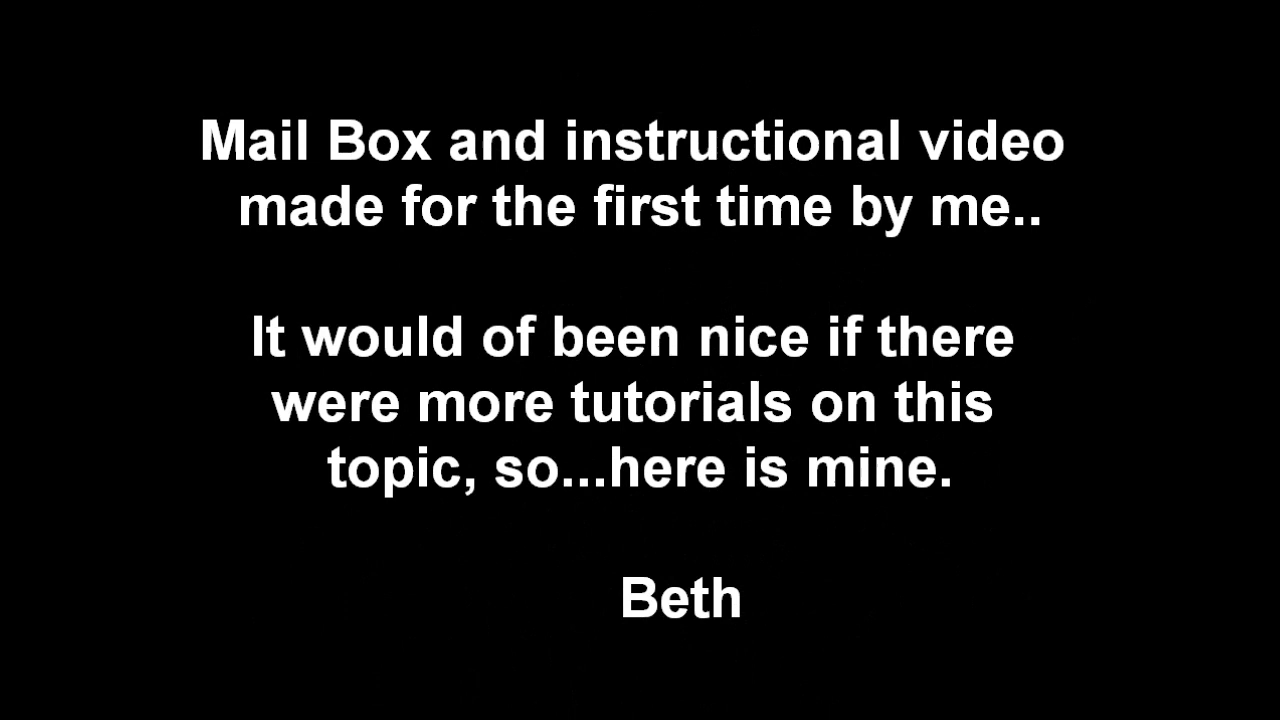 Mail Box and instructional video
made for the first time by me..
It would of been nice if there
were more tutorials on this
topic, so...here is mine.
Beth